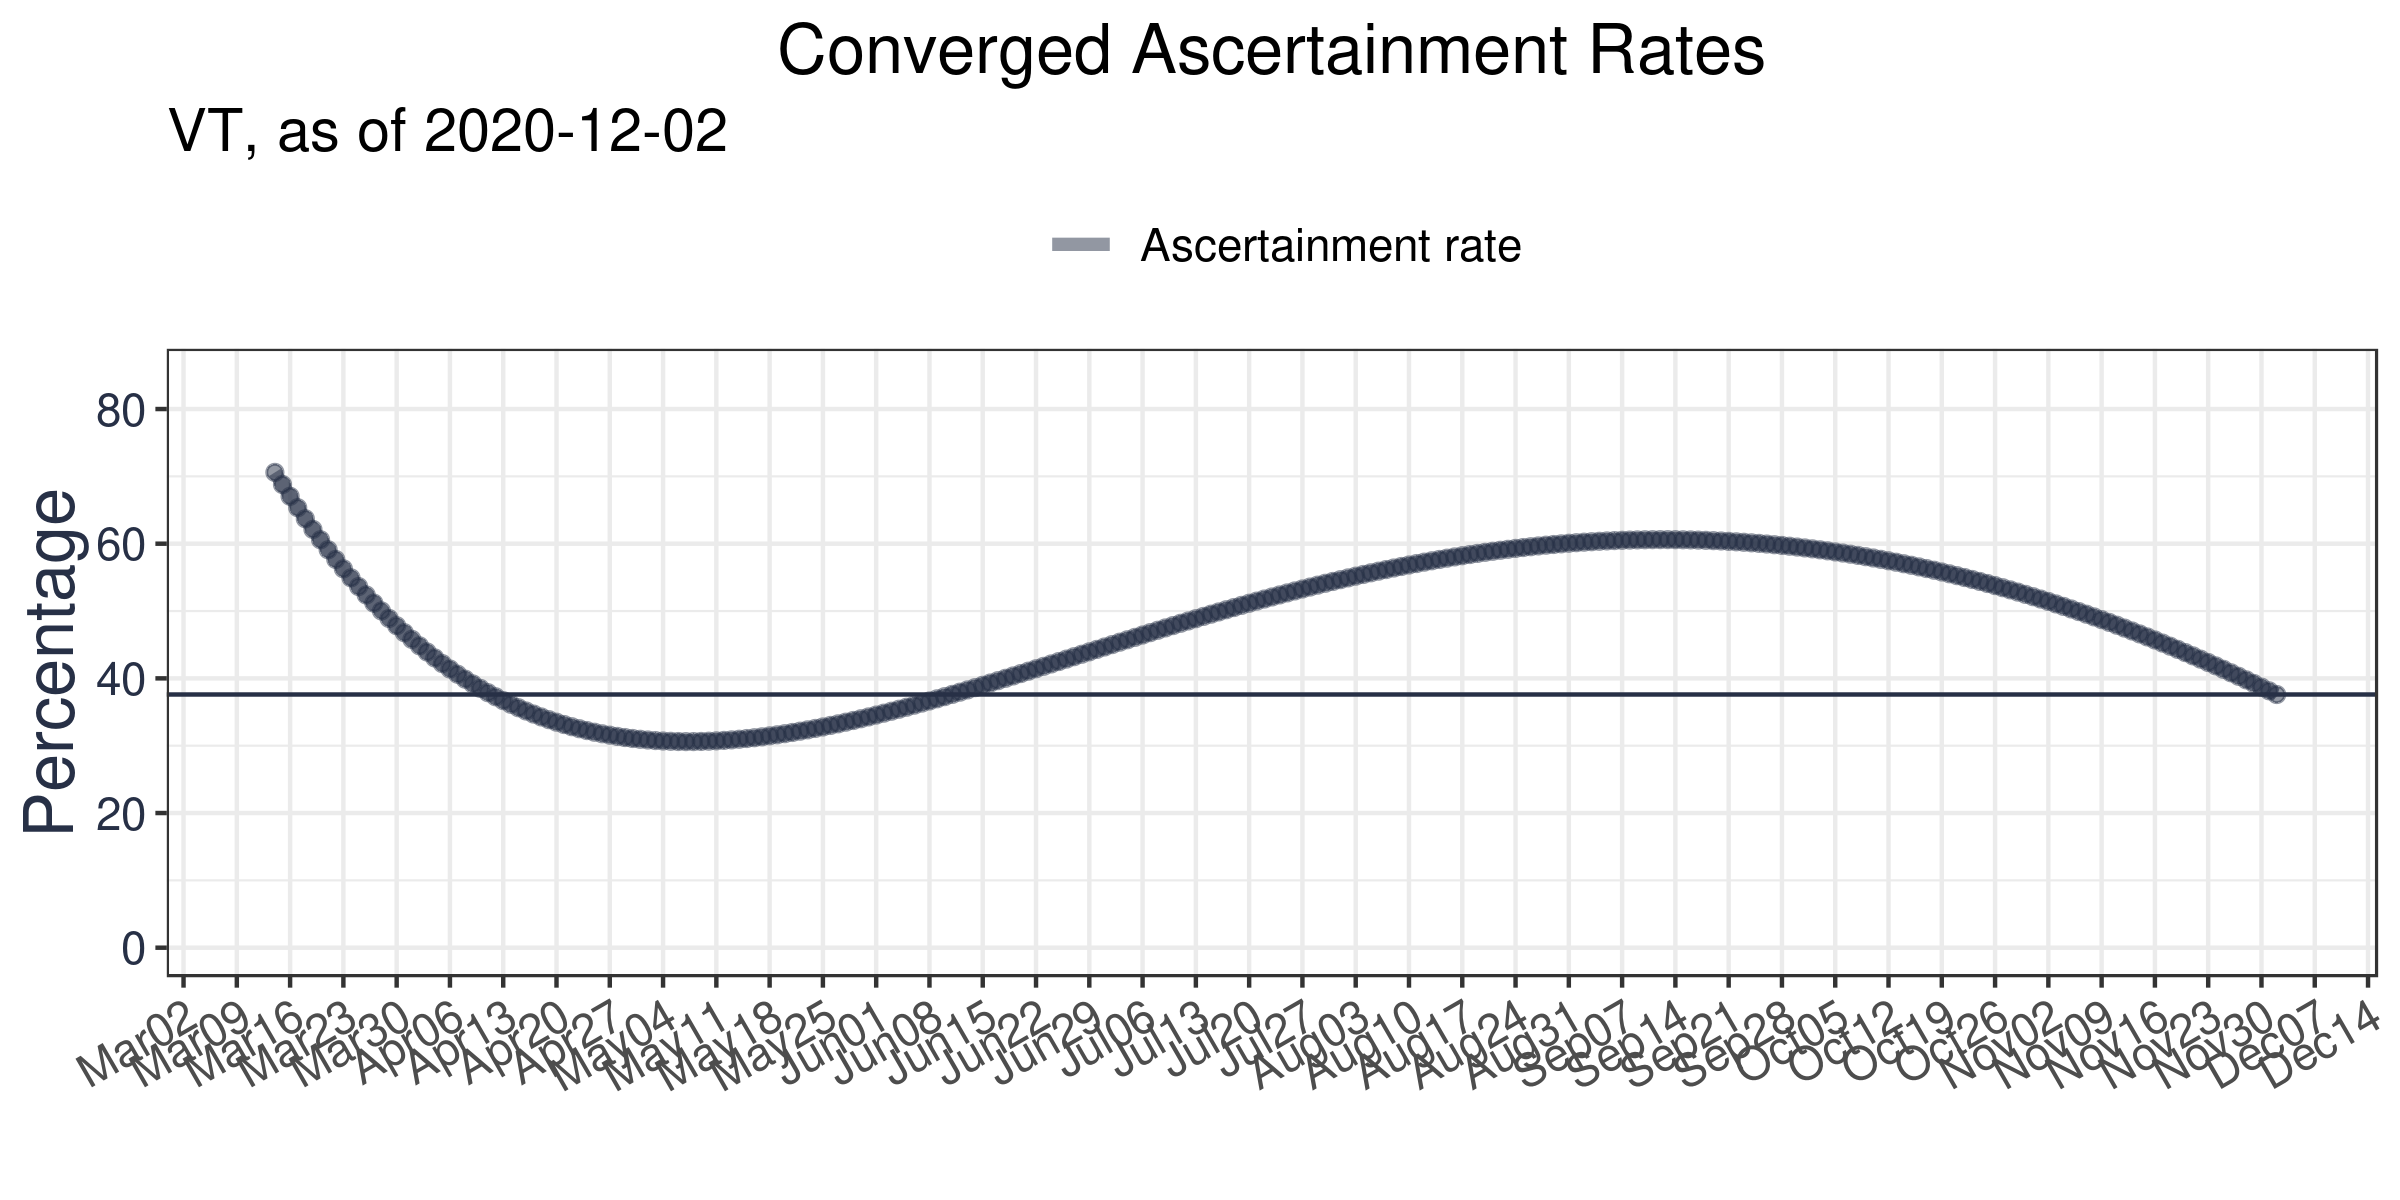 Converged Ascertainment Rates
VT, as of 2020-12-02
Ascertainment rate
Percentage
80
60
40
20
0
Mar02
Mar09
Mar16
Mar23
Mar30
Apr06
Apr13
Apr20
Apr27
May04
May11
May18
May25
Jun01
Jun08
Jun15
Jun22
Jun29
Jul06
Jul13
Jul20
Jul27
Aug03
Aug10
Aug17
Aug24
Aug31
Sep07
Sep14
Sep21
Sep28
Oct05
Oct12
Oct19
Oct26
Nov02
Nov09
Nov16
Nov23
Nov30
Dec07
Dec14